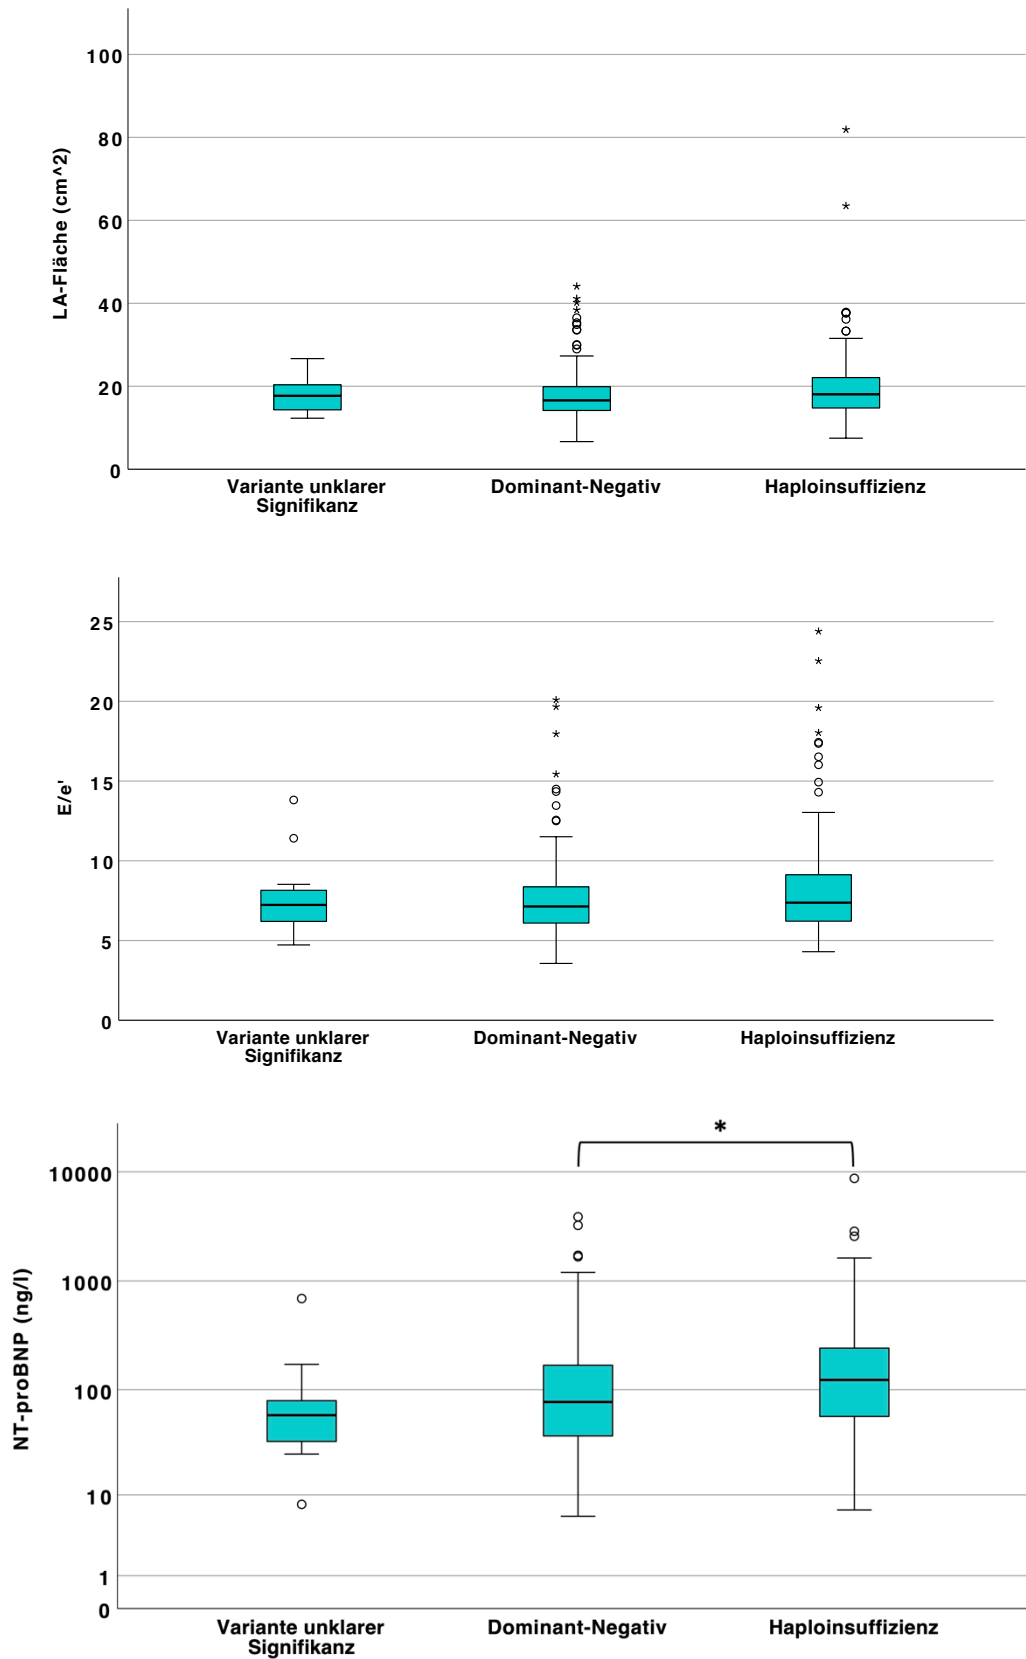 100
80
60
40
20
0
LA-Fläche (cm^2)
Variante unklarer
Signifikanz
Dominant-Negativ
Haploinsuffizienz
25
20
15
10
5
0
E/e'
Variante unklarer
Signifikanz
Dominant-Negativ
Haploinsuffizienz
*
10000
1000
100
10
1
0
NT-proBNP (ng/l)
Variante unklarer
Signifikanz
Dominant-Negativ
Haploinsuffizienz